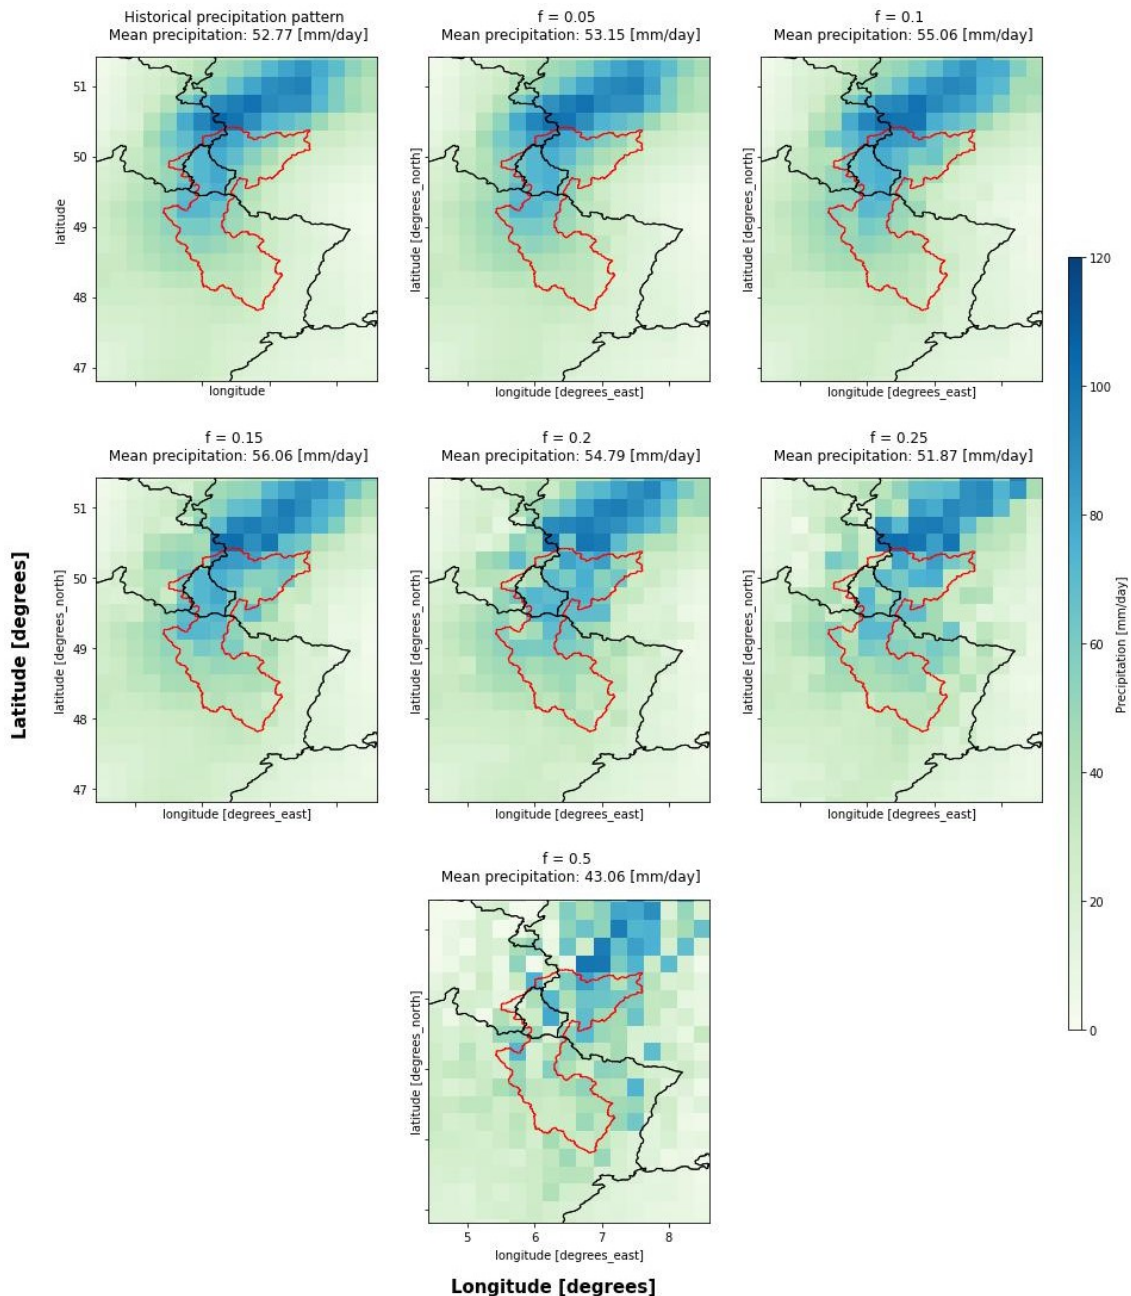 Historical precipitation pattern
Mean precipitation: 52.77 [mm/day]
f = 0.05
Mean precipitation: 53.15 [mm/day]
f = 0.1
Mean precipitation: 55.06 [mm/day]
51
50
49
48
47
latitude
longitude
latitude [degrees_north]
longitude [degrees_east]
latitude [degrees_north]
longitude [degrees_east]
f = 0.15
Mean precipitation: 56.06 [mm/day]
f = 0.2
Mean precipitation: 54.79 [mm/day]
f = 0.25
Mean precipitation: 51.87 [mm/day]
Latitude [degrees]
51
50
49
48
47
latitude [degrees_north]
longitude [degrees_east]
latitude [degrees_north]
longitude [degrees_east]
latitude [degrees_north]
longitude [degrees_east]
120
100
80
60
40
20
0
Precipitation [mm/day]
f = 0.5
Mean precipitation: 43.06 [mm/day]
latitude [degrees_north]
5 6 7 8
longitude [degrees_east]
Longitude [degrees]